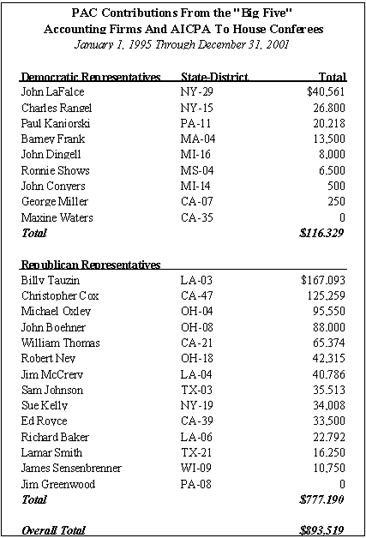 PAC Contributions From the "Big Five"
Accounting Firms And AICPA To House Conferees
January 1, 1995 Through December 31, 2001
Democratic Representatives State-District Total
John LaFalce NY-29 $40,561
Charles Rangel NY-15 26,800
Paul Kanjorski PA-11 20,218
Barney Frank MA-04 13,500
John Dingell MI-16 8,000
Ronnie Shows MS-04 6,500
John Conyers MI-14 500
George Miller CA-07 250
Maxine Waters CA-35 0
Total $116,329
Republican Representatives
Billy Tauzin LA-03 $167,093
Christopher Cox CA-47 125,259
Michael Oxley OH-04 95,550
John Boehner OH-08 88,000
William Thomas CA-21 65,374
Robert Ney OH-18 42,315
Jim McCrery LA-04 40,786
Sam Johnson TX-03 35,513
Sue Kelly NY-19 34,008
Ed Royce CA-39 33,500
Richard Baker LA-06 22,792
Lamar Smith TX-21 16,250
James Sensenbrenner WI-09 10,750
Jim Greenwood PA-08 0
Total $777,190
Overall Total $893,519